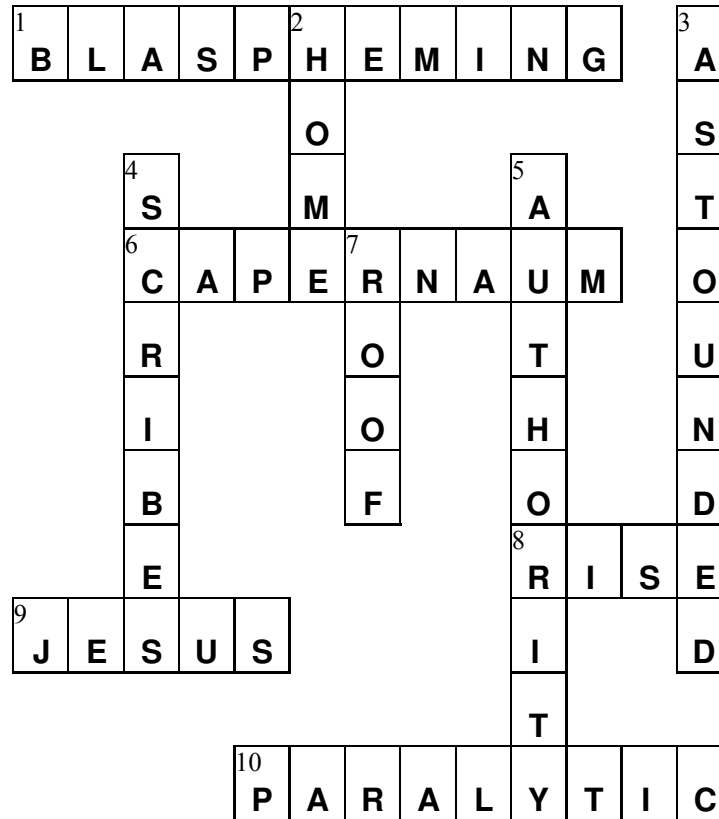 1 2 3
B L A S P H E M I N G A
O S
4 5
S M A T
6 7
C A P E R N A U M O
R O T U
I O H N
B F O D
8
E R I S E
9
J E S U S I D
T
10
P A R A L Y T I C